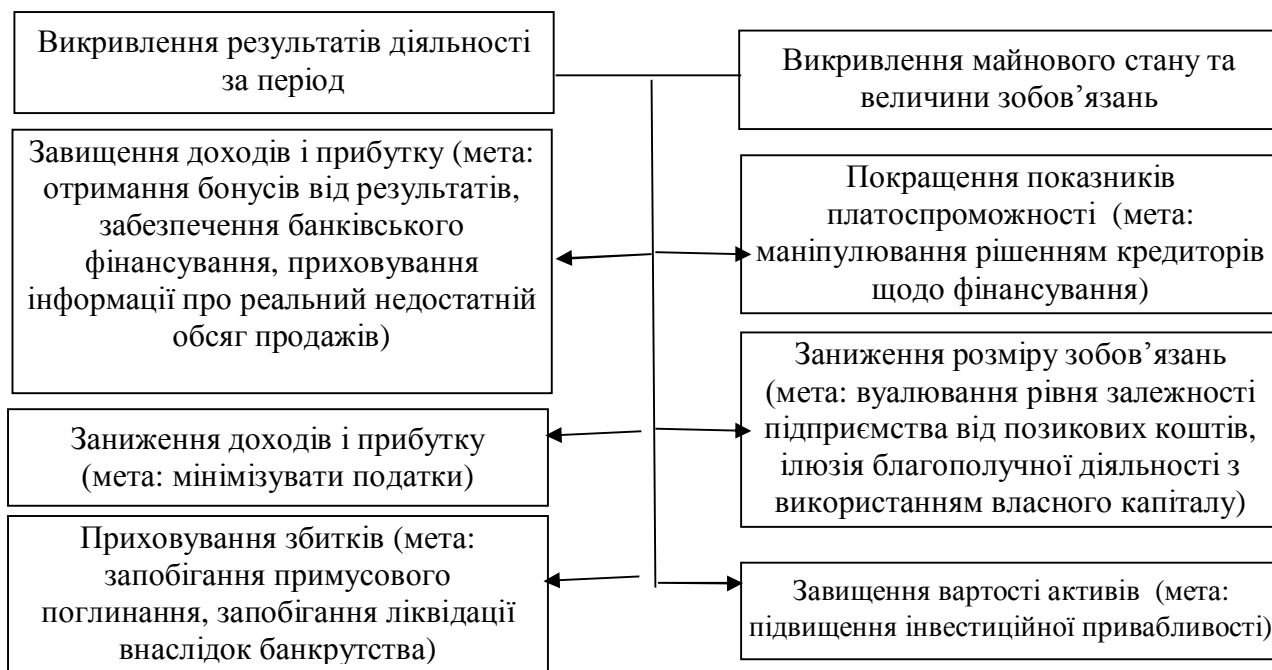 Викривлення результатів діяльності
за період
Викривлення майнового стану та
величини зобов’язань
Завищення доходів і прибутку (мета:
отримання бонусів від результатів,
забезпечення банківського
фінансування, приховування
інформації про реальний недостатній
обсяг продажів)
Покращення показників
платоспроможності (мета:
маніпулювання рішенням кредиторів
щодо фінансування)
Заниження доходів і прибутку
(мета: мінімізувати податки)
Заниження розміру зобов’язань
(мета: вуалювання рівня залежності
підприємства від позикових коштів,
ілюзія благополучної діяльності з
використанням власного капіталу)
Приховування збитків (мета:
запобігання примусового
поглинання, запобігання ліквідації
внаслідок банкрутства)
Завищення вартості активів (мета:
підвищення інвестиційної привабливості)